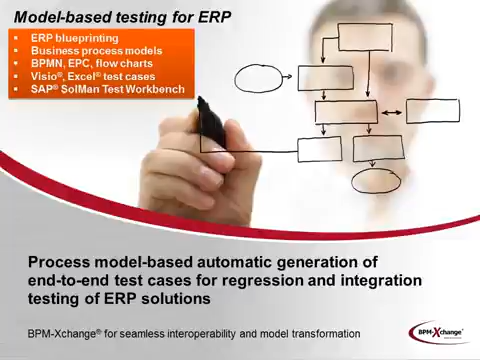 Model-based testing for ERP
▪ ERP blueprinting
▪ Business process models
▪ BPMN, EPC, flow charts
▪ Visio®, Excel® test cases
▪ SAP® SolMan Test Workbench
Process model-based automatic generation of
end-to-end test cases for regression and integration
testing of ERP solutions
BPM-Xchange® for seamless interoperability and model transformation
BPM-Xchange®